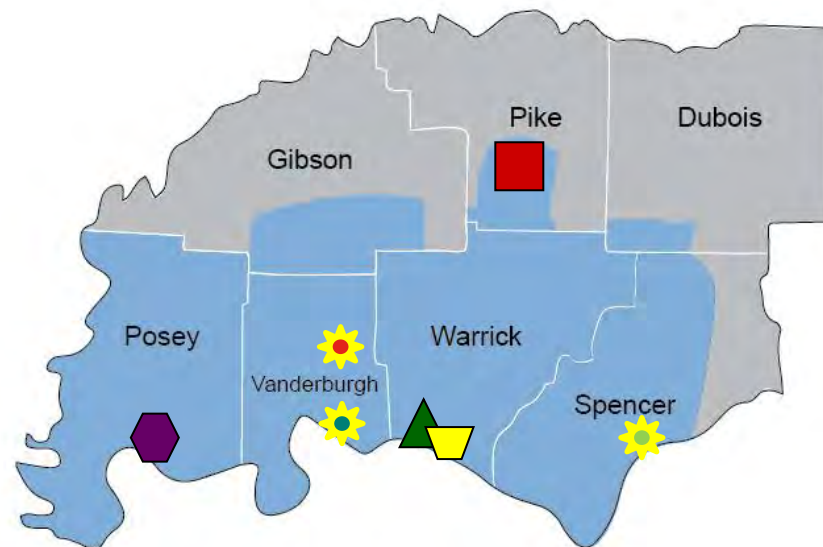 Pike
Dubois
Gibson
Posey
Warrick
Vanderburgh
Spencer